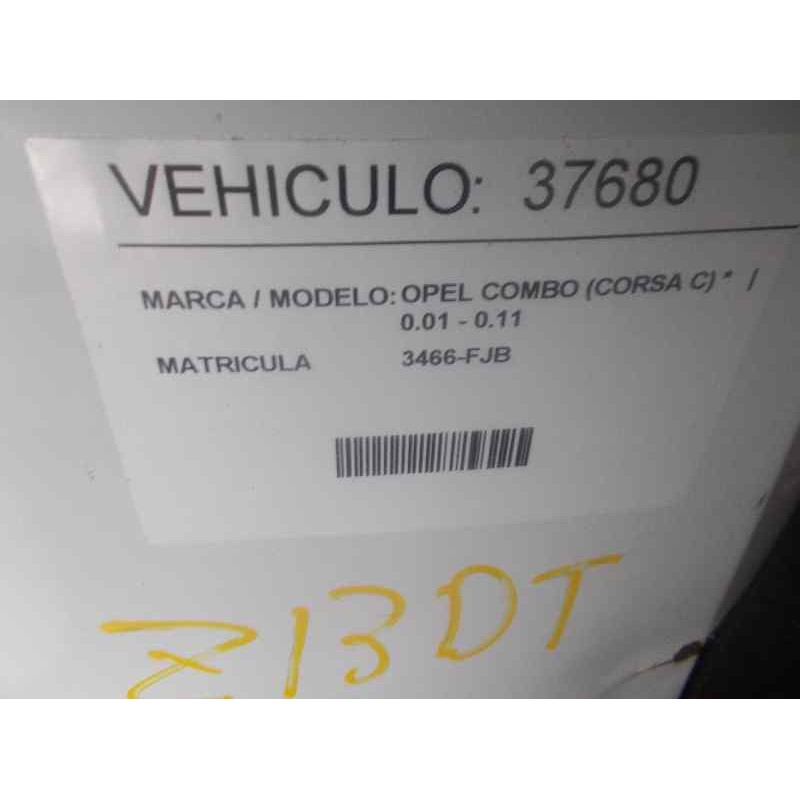 VEHICULO: 37680
MARCA / MODELO: OPEL COMBO (CORSA C) * /
0.01 - 0.11
MATRICULA 3466-FJB
Z13DT